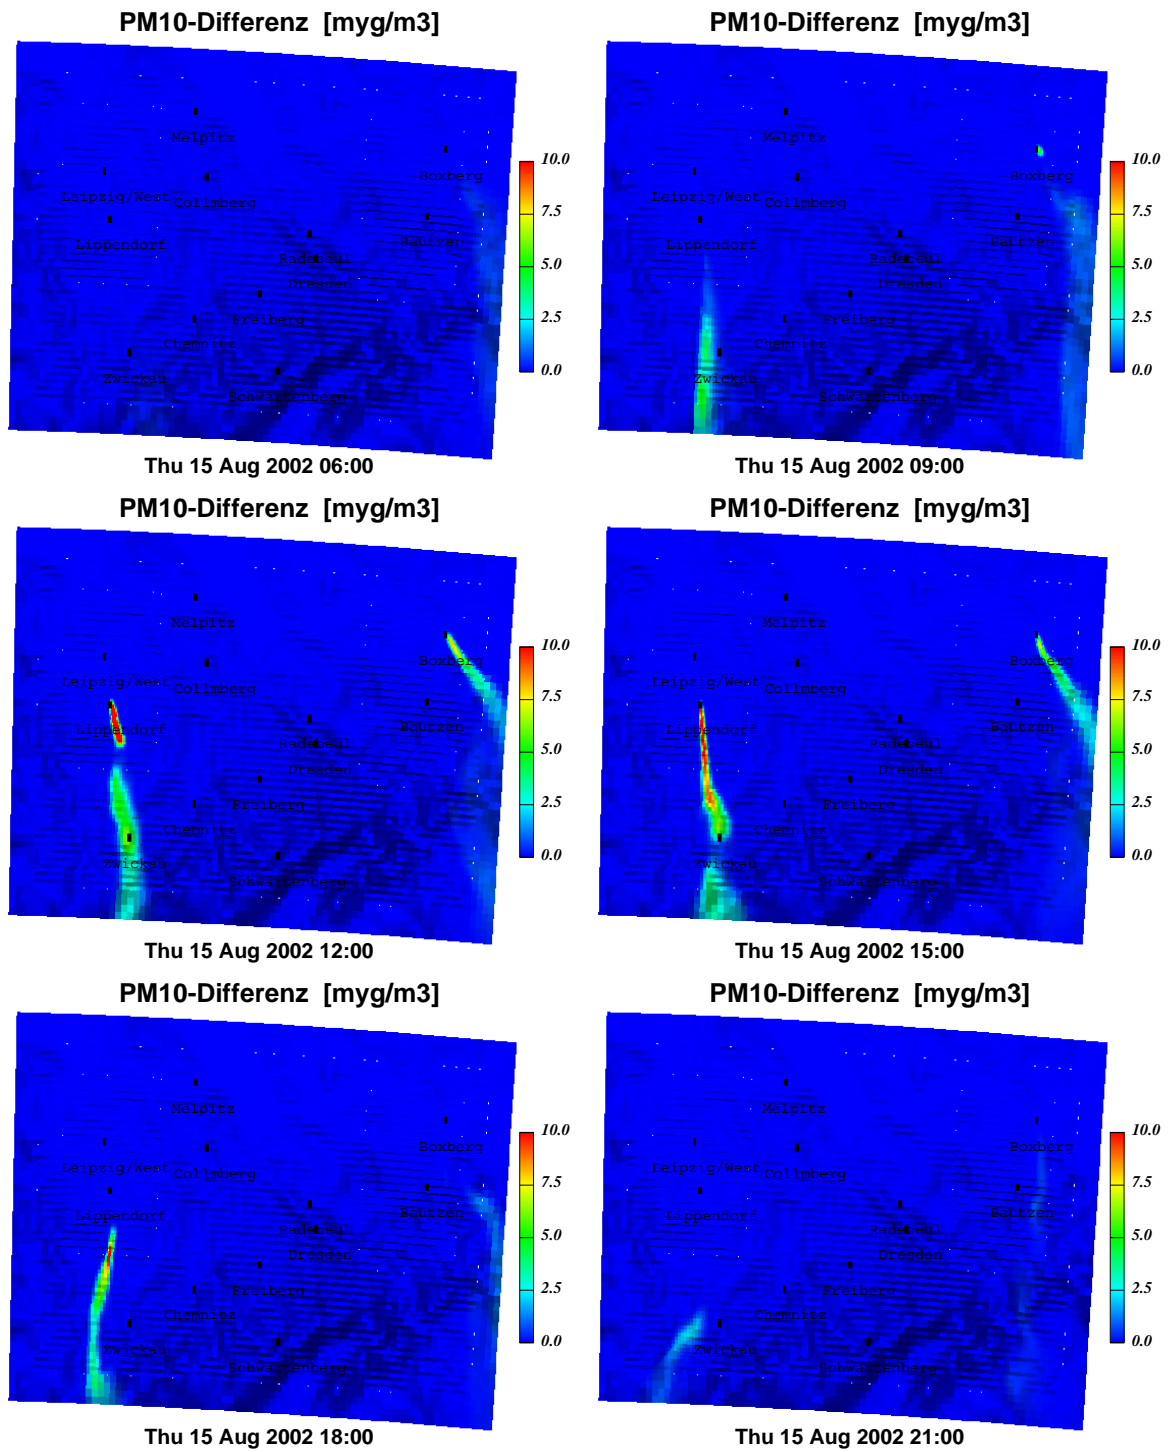 PM10-Differenz [myg/m3]
Melpitz
Boxberg
Leipzig/West
Collmberg
Lippendorf
Bautzen
Radebeul
Dresden
Freiberg
Chemnitz
Zwickau
Schwartenberg
10.0
7.5
5.0
2.5
0.0
Thu 15 Aug 2002 06:00
PM10-Differenz [myg/m3]
Melpitz
Boxberg
Leipzig/West
Collmberg
Lippendorf
Bautzen
Radebeul
Dresden
Freiberg
Chemnitz
Zwickau
Schwartenberg
10.0
7.5
5.0
2.5
0.0
Thu 15 Aug 2002 09:00
PM10-Differenz [myg/m3]
Melpitz
Boxberg
Leipzig/West
Collmberg
Lippendorf
Bautzen
Radebeul
Dresden
Freiberg
Chemnitz
Zwickau
Schwartenberg
10.0
7.5
5.0
2.5
0.0
Thu 15 Aug 2002 12:00
PM10-Differenz [myg/m3]
Melpitz
Boxberg
Leipzig/West
Collmberg
Lippendorf
Bautzen
Radebeul
Dresden
Freiberg
Chemnitz
Zwickau
Schwartenberg
10.0
7.5
5.0
2.5
0.0
Thu 15 Aug 2002 15:00
PM10-Differenz [myg/m3]
Melpitz
Boxberg
Leipzig/West
Collmberg
Lippendorf
Bautzen
Radebeul
Dresden
Freiberg
Chemnitz
Zwickau
Schwartenberg
10.0
7.5
5.0
2.5
0.0
Thu 15 Aug 2002 18:00
PM10-Differenz [myg/m3]
Melpitz
Boxberg
Leipzig/West
Collmberg
Lippendorf
Bautzen
Radebeul
Dresden
Freiberg
Chemnitz
Zwickau
Schwartenberg
10.0
7.5
5.0
2.5
0.0
Thu 15 Aug 2002 21:00